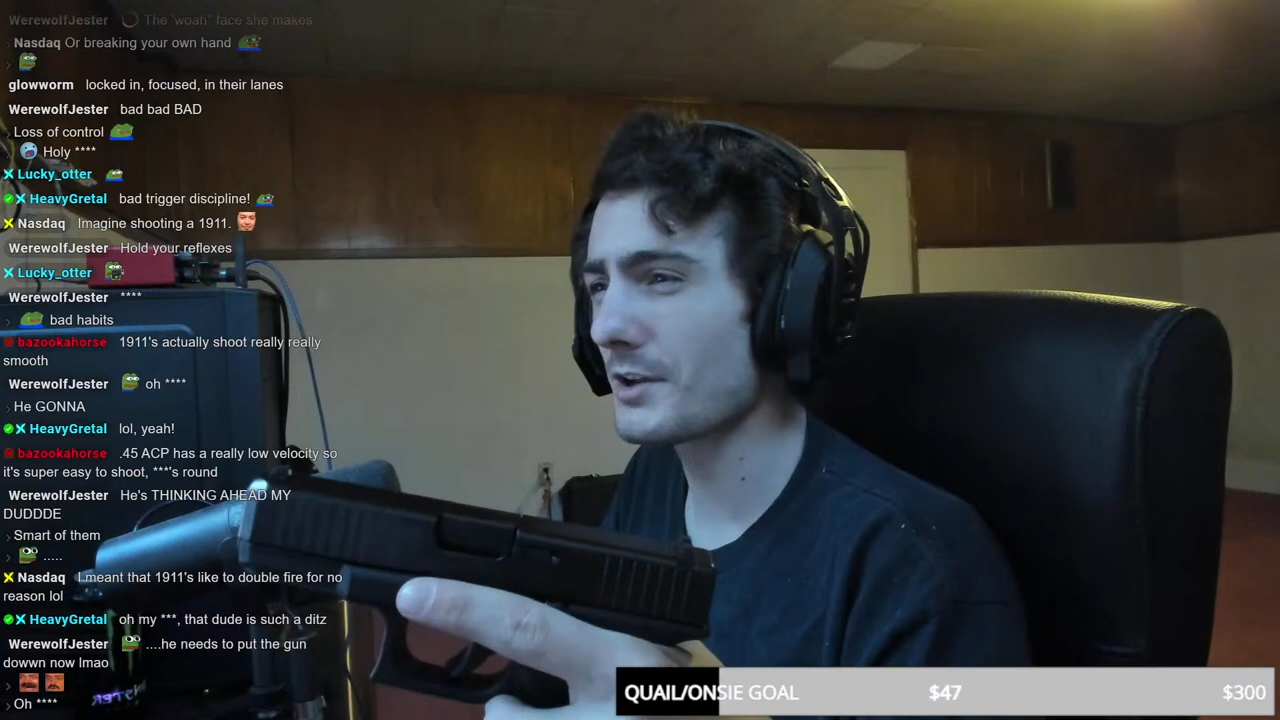 WerewolfJester The "woah" face she makes
Nasdaq Or breaking your own hand
glowworm locked in, focused, in their lanes
WerewolfJester bad bad BAD
Loss of control
Holy ****
Lucky_otter
HeavyGretal bad trigger discipline!
Nasdaq Imagine shooting a 1911.
WerewolfJester Hold your reflexes
Lucky_otter
WerewolfJester ****
bad habits
bazookahorse 1911's actually shoot really really
smooth
WerewolfJester oh ****
He GONNA
HeavyGretal lol, yeah!
bazookahorse .45 ACP has a really low velocity so
it's super easy to shoot, ***'s round
WerewolfJester He's THINKING AHEAD MY
DUDDDE
Smart of them
.....
Nasdaq I meant that 1911's like to double fire for no
reason lol
HeavyGretal oh my ***, that dude is such a ditz
WerewolfJester ....he needs to put the gun
dowwn now lmao
Oh ****
QUAIL/ONSIE GOAL $47 $300